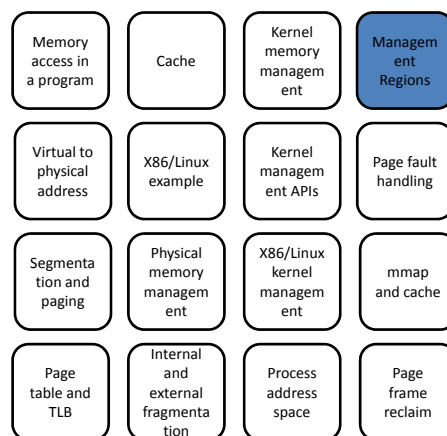 Memory
access in
a program
Cache
Kernel
memory
managem
ent
Managem
ent
Regions
Virtual to
physical
address
X86/Linux
example
Kernel
managem
ent APIs
Page fault
handling
Segmenta
tion and
paging
Physical
memory
managem
ent
X86/Linux
kernel
managem
ent
mmap
and cache
Page
table and
TLB
Internal
and
external
fragmenta
tion
Process
address
space
Page
frame
reclaim